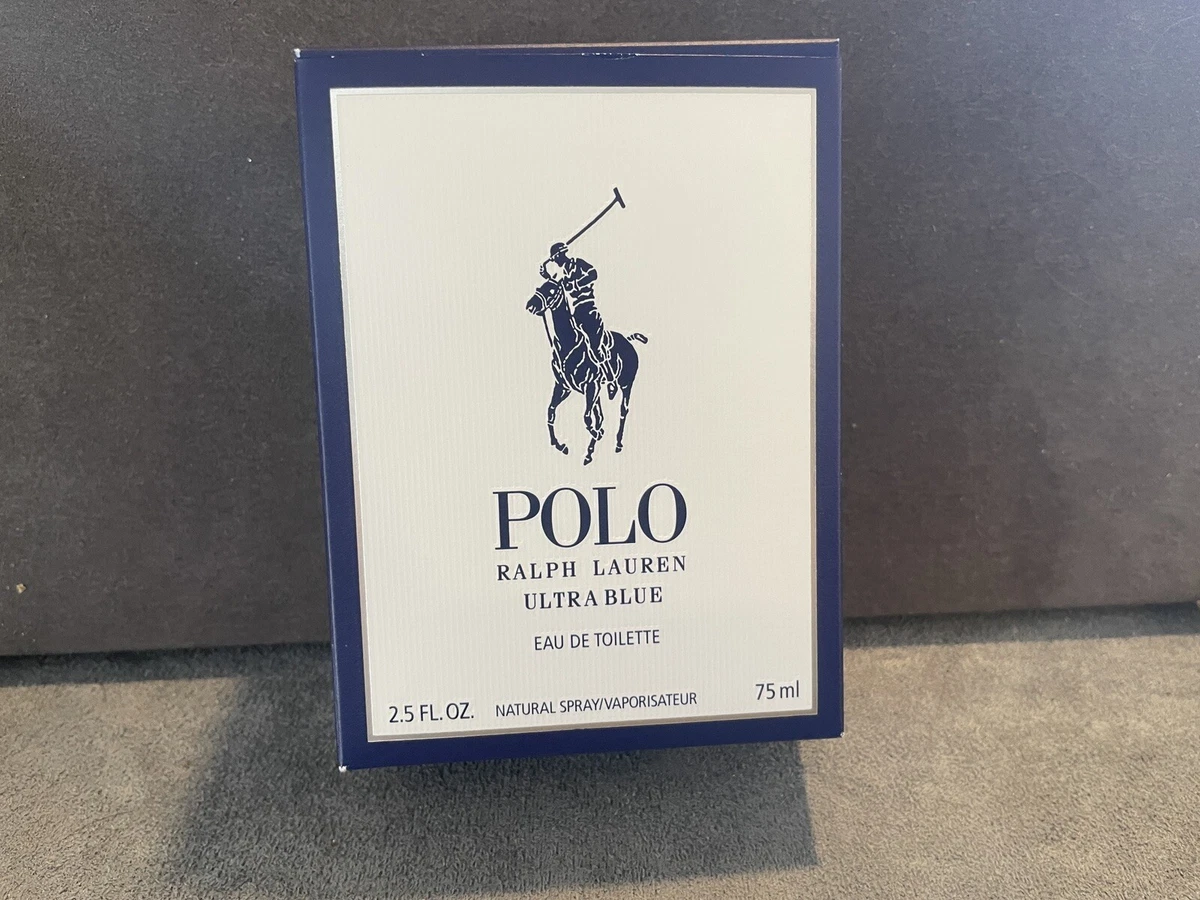 POLO
RALPH LAUREN
ULTRA BLUE
EAU DE TOILETTE
2.5 FL. OZ. NATURAL SPRAY/VAPORISATEUR 75 ml